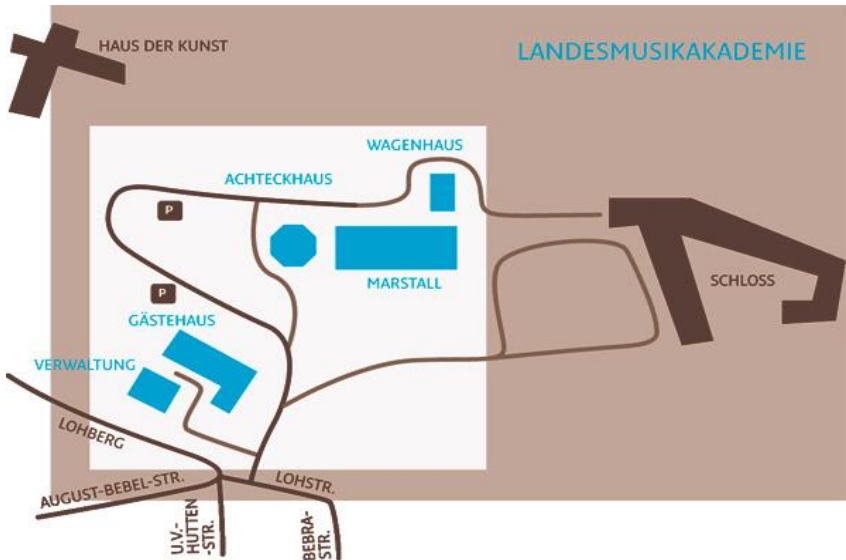 HAUS DER KUNST
LANDESMUSIKAKADEMIE
WAGENHAUS
ACHTECKHAUS
P
MARSTALL
SCHLOSS
P
GÄSTEHAUS
VERWALTUNG
LOHBERG
AUGUST-BEBEL-STR.
LOHSTR.
U.V.-
HUTTEN
-STR.
BEBRA-
STR.